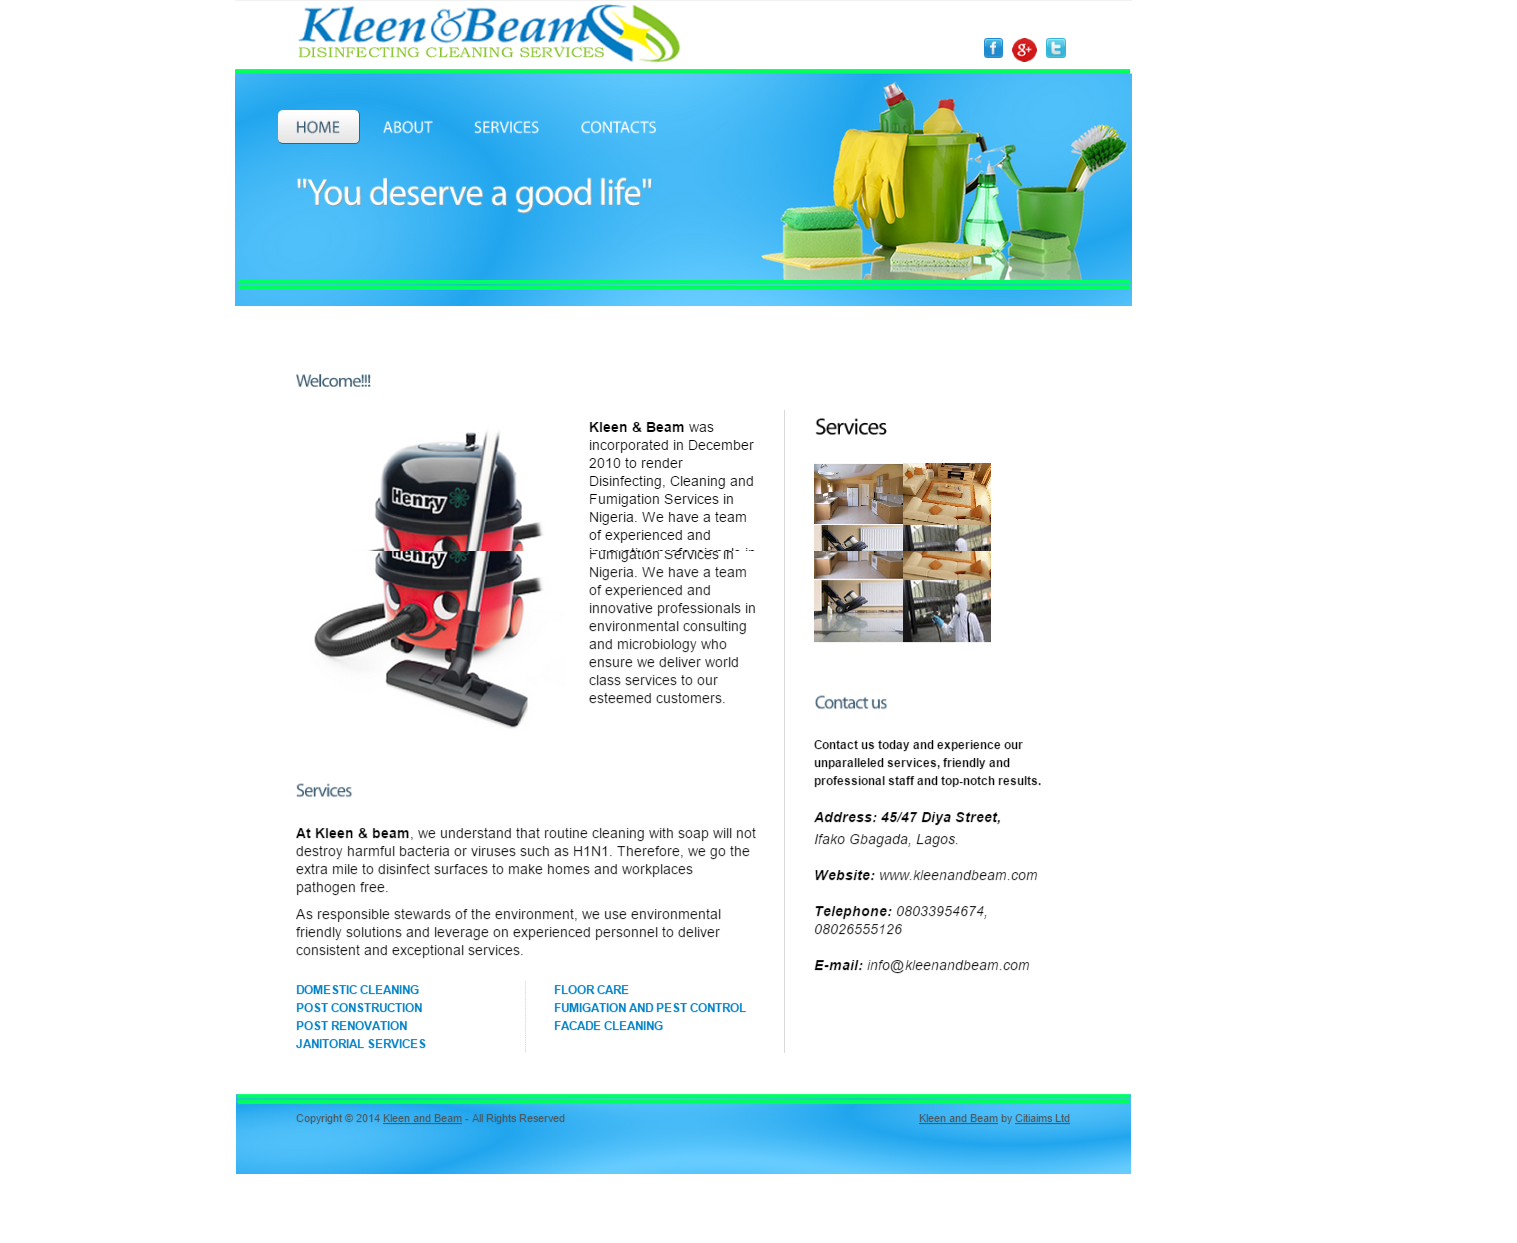 Kleen&Beam
DISINFECTING CLEANING SERVICES
f
g+
t
HOME
ABOUT
SERVICES
CONTACTS
"You deserve a good life"
Welcome!!!
Henry
Henry
Kleen & Beam was
incorporated in December
2010 to render
Disinfecting, Cleaning and
Fumigation Services in
Nigeria. We have a team
of experienced and
Fumigation Services in
Nigeria. We have a team
of experienced and
innovative professionals in
environmental consulting
and microbiology who
ensure we deliver world
class services to our
esteemed customers.
Services
At Kleen & beam, we understand that routine cleaning with soap will not
destroy harmful bacteria or viruses such as H1N1. Therefore, we go the
extra mile to disinfect surfaces to make homes and workplaces
pathogen free.
As responsible stewards of the environment, we use environmental
friendly solutions and leverage on experienced personnel to deliver
consistent and exceptional services.
DOMESTIC CLEANING
POST CONSTRUCTION
POST RENOVATION
JANITORIAL SERVICES
FLOOR CARE
FUMIGATION AND PEST CONTROL
FACADE CLEANING
Services
Contact us
Contact us today and experience our
unparalleled services, friendly and
professional staff and top-notch results.
Address: 45/47 Diya Street,
Ifako Gbagada, Lagos.
Website: www.kleenandbeam.com
Telephone: 08033954674,
08026555126
E-mail: info@kleenandbeam.com
Copyright © 2014 Kleen and Beam - All Rights Reserved
Kleen and Beam by Citiaims Ltd